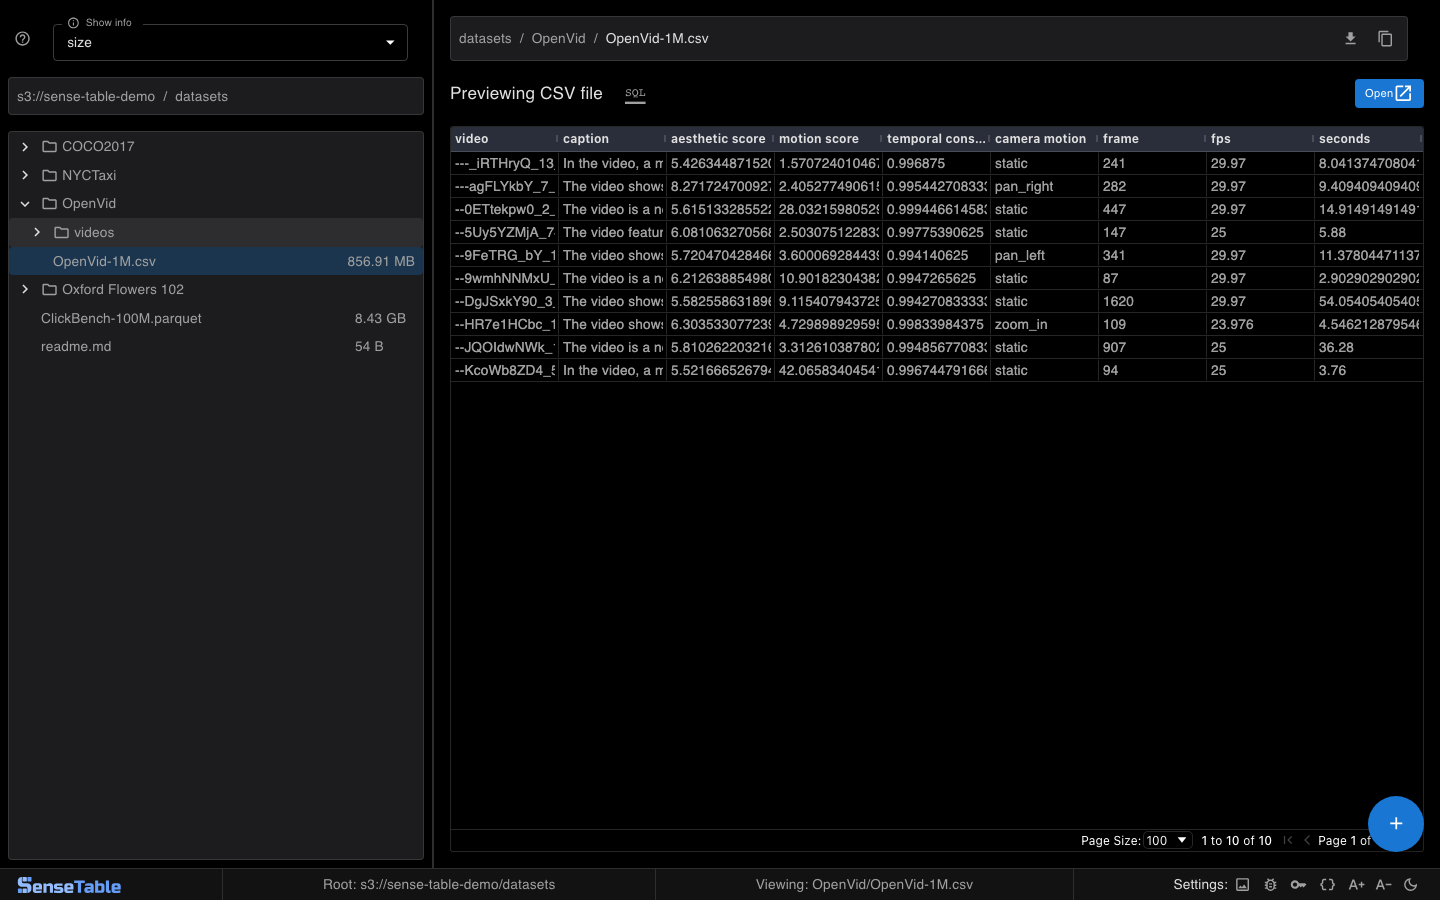 Show info
size
s3://sense-table-demo / datasets
COCO2017
NYCTaxi
OpenVid
videos
OpenVid-1M.csv 856.91 MB
Oxford Flowers 102
ClickBench-100M.parquet 8.43 GB
readme.md 54 B
datasets / OpenVid / OpenVid-1M.csv
Previewing CSV file SQL Open
video caption aesthetic score motion score temporal cons... camera motion frame fps seconds
---_iRTHryQ_13 In the video, a m 5.42634487152 1.57072401046 0.996875 static 241 29.97 8.04137470804
---agFLYkbY_7_ The video shows 8.27172470092 2.40527749061 0.99544270833 pan_right 282 29.97 9.40940940940
--0ETtekpw0_2_ The video is a n 5.61513328552 28.0321598052 0.99944661458 static 447 29.97 14.9149149149
--5Uy5YZMjA_7 The video featur 6.08106327056 2.50307512283 0.99775390625 static 147 25 5.88
--9FeTRG_bY_1 The video shows 5.72047042846 3.60006928443 0.994140625 pan_left 341 29.97 11.3780447113
--9wmhNNMxU_ The video shows 6.21263885498 10.9018230438 0.9947265625 static 87 29.97 2.90290290290
--DgJSxkY90_3_ The video shows 5.58255863189 9.11540794372 0.99427083333 static 1620 29.97 54.0540540540
--HR7e1HCbc_1 The video shows 6.30353307723 4.72989892959 0.99833984375 zoom_in 109 23.976 4.54621287954
--JQOIdwNWk_ The video is a n 5.81026220321 3.31261038780 0.99485677083 static 907 25 36.28
--KcoWb8ZD4_5 In the video, a m 5.52166652679 42.0658340454 0.99674479166 static 94 25 3.76
Page Size: 100 1 to 10 of 10 Page 1 of
SenseTable Root: s3://sense-table-demo/datasets Viewing: OpenVid/OpenVid-1M.csv Settings: A+ A-